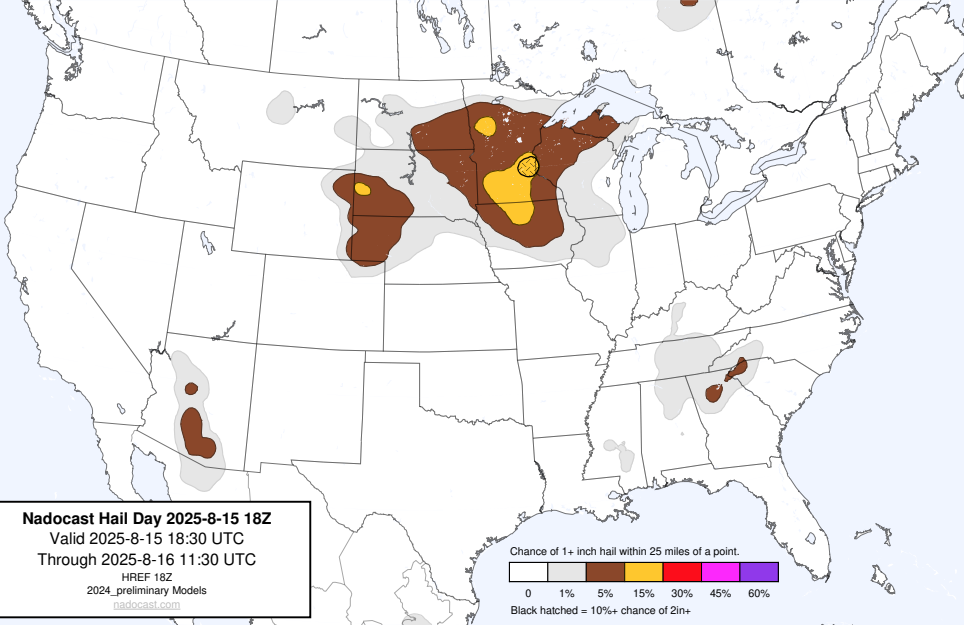 Nadocast Hail Day 2025-8-15 18Z
Valid 2025-8-15 18:30 UTC
Through 2025-8-16 11:30 UTC
HREF 18Z
2024_preliminary Models
nadocast.com
Chance of 1+ inch hail within 25 miles of a point.
0 1% 5% 15% 30% 45% 60%
Black hatched = 10%+ chance of 2in+